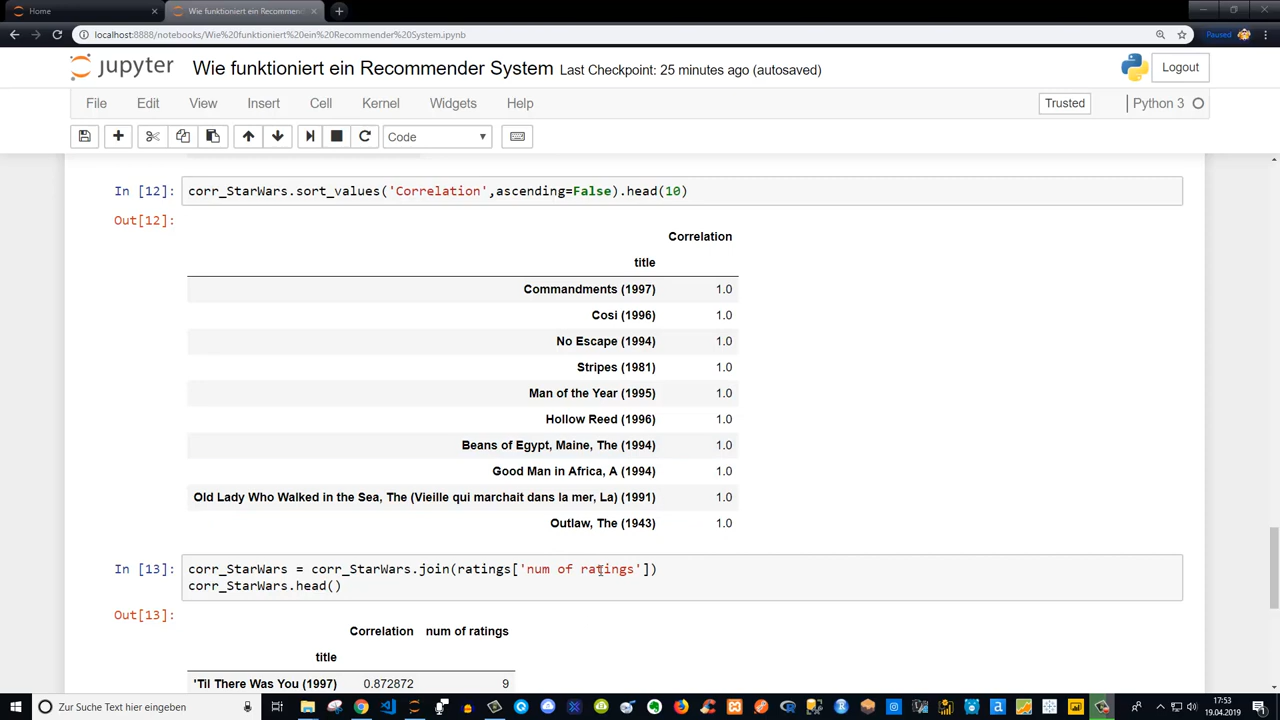 Home
Wie funktioniert ein Recommen
localhost:8888/notebooks/Wie%20funktioniert%20ein%20Recommender%20System.ipynb
Paused
jupyter Wie funktioniert ein Recommender System Last Checkpoint: 25 minutes ago (autosaved)
Logout
File Edit View Insert Cell Kernel Widgets Help
Trusted
Python 3
Code
In [12]: corr_StarWars.sort_values('Correlation',ascending=False).head(10)
Out[12]:
Correlation
title
Commandments (1997) 1.0
Cosi (1996) 1.0
No Escape (1994) 1.0
Stripes (1981) 1.0
Man of the Year (1995) 1.0
Hollow Reed (1996) 1.0
Beans of Egypt, Maine, The (1994) 1.0
Good Man in Africa, A (1994) 1.0
Old Lady Who Walked in the Sea, The (Vieille qui marchait dans la mer, La) (1991) 1.0
Outlaw, The (1943) 1.0
In [13]: corr_StarWars = corr_StarWars.join(ratings['num of ratings'])
corr_StarWars.head()
Out[13]:
Correlation num of ratings
title
'Til There Was You (1997) 0.872872 9
Zur Suche Text hier eingeben
17:53
19.04.2019